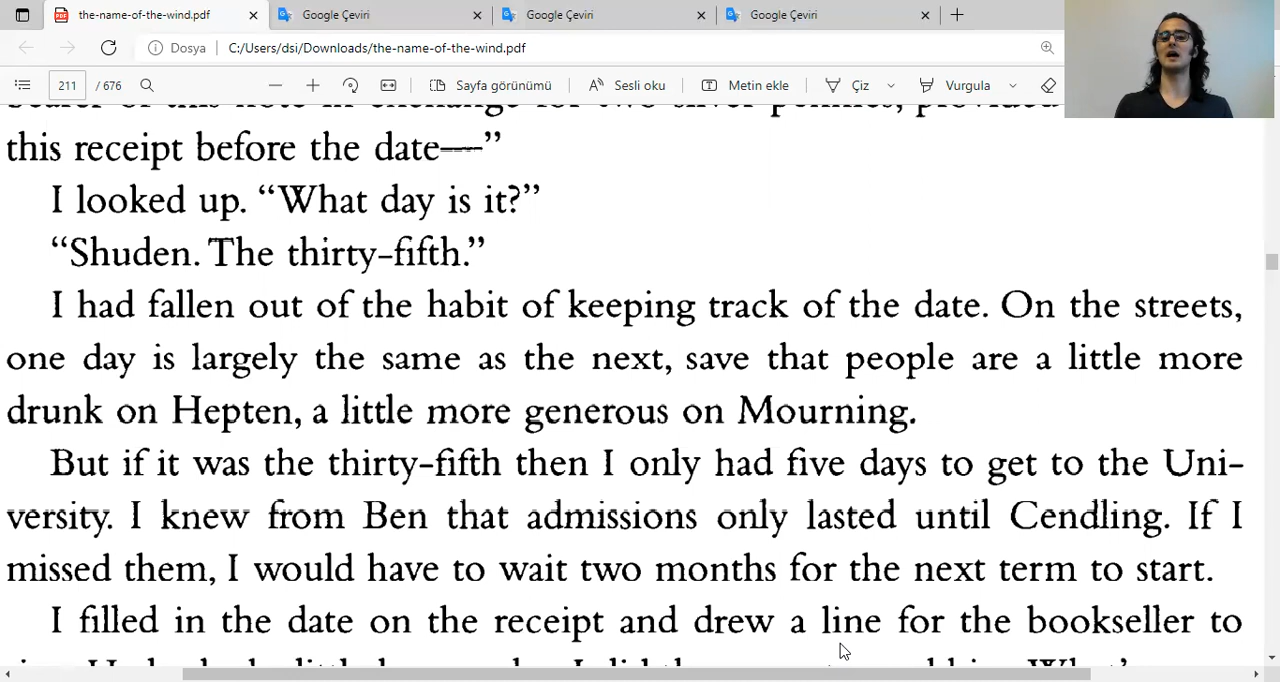 the-name-of-the-wind.pdf
Google Çeviri
Google Çeviri
Google Çeviri
Dosya C:/Users/dsi/Downloads/the-name-of-the-wind.pdf
211 / 676 Sayfa görünümü Sesli oku Metin ekle Çiz Vurgula
this receipt before the date—”
I looked up. “What day is it?”
“Shuden. The thirty-fifth.”
I had fallen out of the habit of keeping track of the date. On the streets,
one day is largely the same as the next, save that people are a little more
drunk on Hepten, a little more generous on Mourning.
But if it was the thirty-fifth then I only had five days to get to the Uni-
versity. I knew from Ben that admissions only lasted until Cendling. If I
missed them, I would have to wait two months for the next term to start.
I filled in the date on the receipt and drew a line for the bookseller to